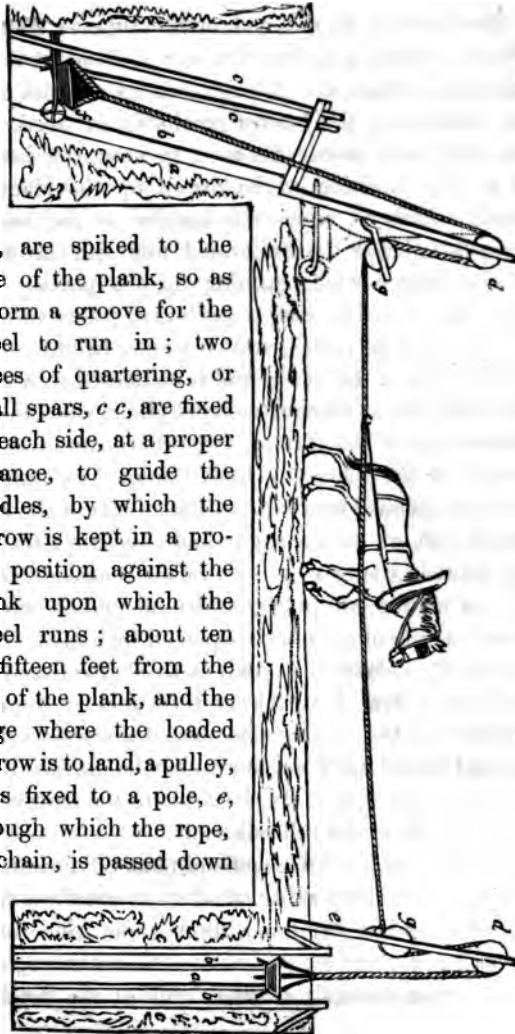 c
c
b
a
f
d
g
are spiked to the
e of the plank, so as
orm a groove for the
eel to run in ; two
ces of quartering, or
all spars, c c, are fixed
each side, at a proper
tance, to guide the
dles, by which the
row is kept in a pro-
position against the
nk upon which the
eel runs ; about ten
fifteen feet from the
of the plank, and the
ge where the loaded
row is to land, a pulley,
s fixed to a pole, e,
ough which the rope,
chain, is passed down
e
g
d
b
a
b